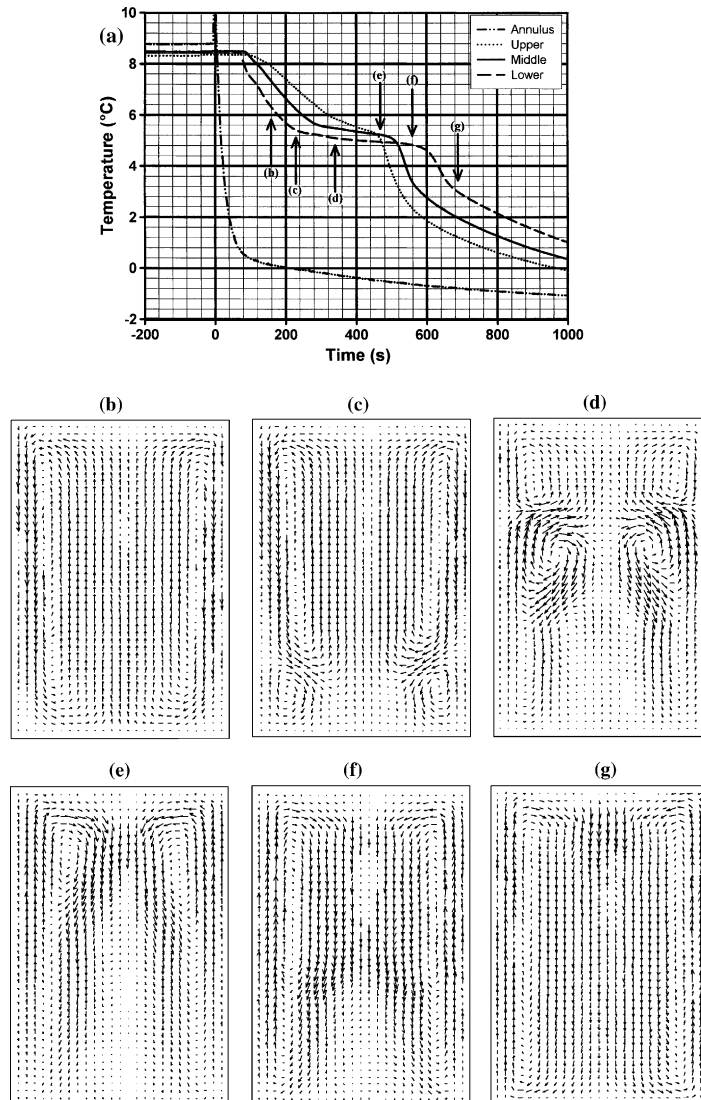 (a)
Temperature (°C)
10
8
6
4
2
0
-2
Annulus
Upper
Middle
Lower
(e)
(f)
(g)
(b)
(c)
(d)
-200
0
200
400
600
800
1000
Time (s)
(b)
(c)
(d)
(e)
(f)
(g)